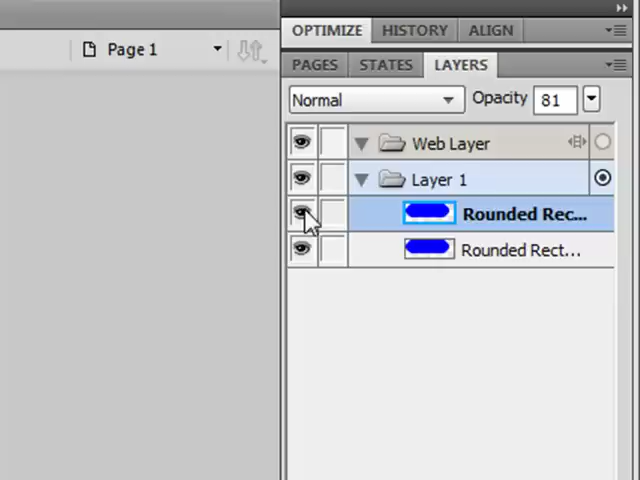 OPTIMIZE HISTORY ALIGN
Page 1
PAGES STATES LAYERS
Normal Opacity 81
Web Layer
Layer 1
Rounded Rec...
Rounded Rect...